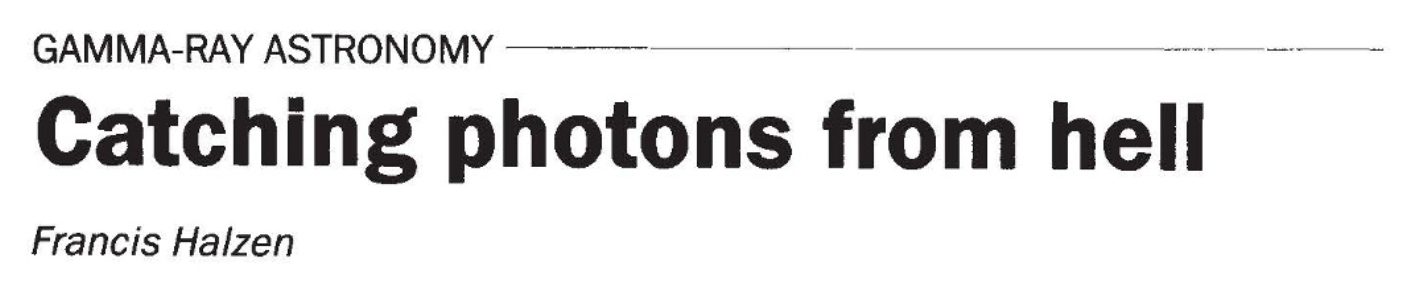 GAMMA-RAY ASTRONOMY
Catching photons from hell
Francis Halzen